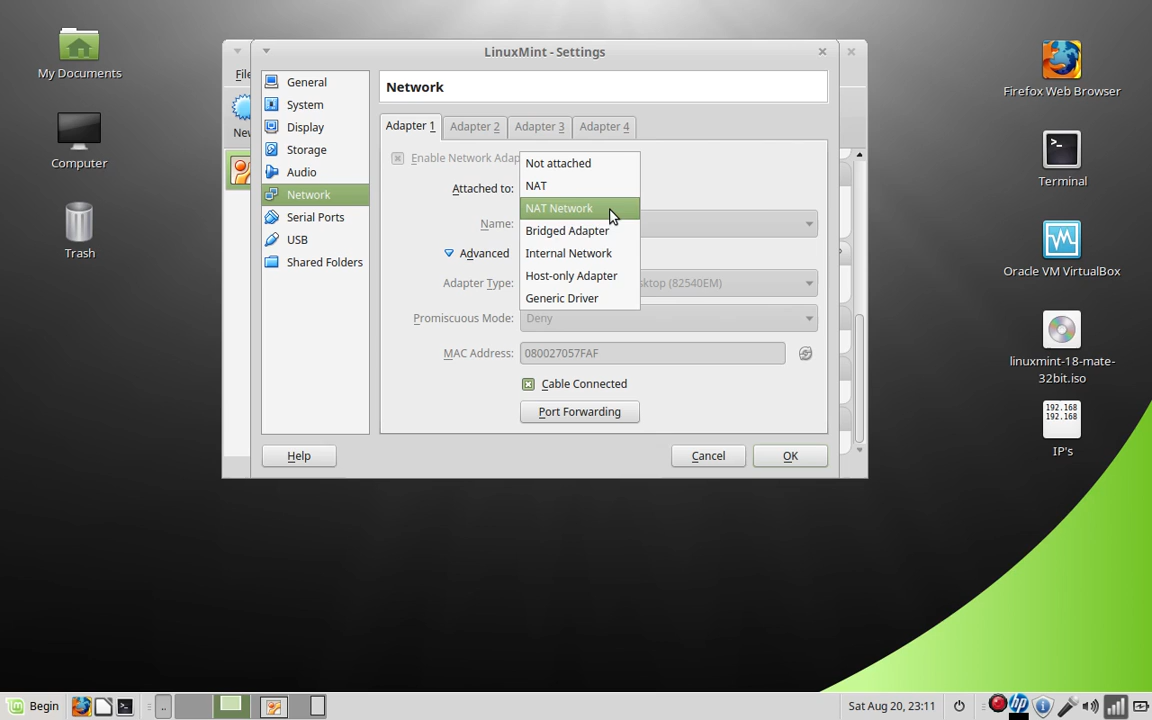 My Documents
Computer
Trash
LinuxMint - Settings
File
New
General
System
Display
Storage
Audio
Network
Serial Ports
USB
Shared Folders
Network
Adapter 1
Adapter 2
Adapter 3
Adapter 4
Enable Network Adap
Attached to:
Not attached
NAT
NAT Network
Bridged Adapter
Internal Network
Host-only Adapter
Generic Driver
Name:
Advanced
Adapter Type:
sktop (82540EM)
Promiscuous Mode:
Deny
MAC Address:
080027057FAF
Cable Connected
Port Forwarding
Help
Cancel
OK
Firefox Web Browser
>_
Terminal
Oracle VM VirtualBox
linuxmint-18-mate-
32bit.iso
192.168
192.168
IP's
Begin
..
Sat Aug 20, 23:11
hp